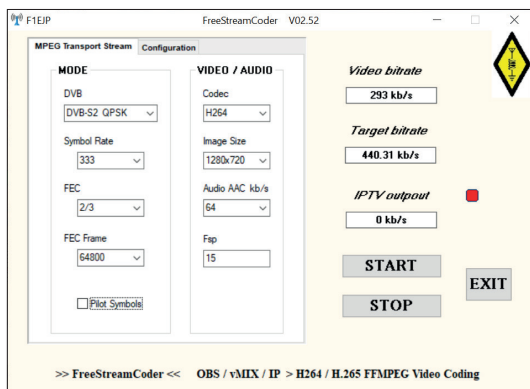 F1EJP FreeStreamCoder V02.52
MPEG Transport Stream Configuration
MODE
DVB
DVB-S2 QPSK
Symbol Rate
333
FEC
2/3
FEC Frame
64800
Pilot Symbols
VIDEO / AUDIO
Codec
H264
Image Size
1280x720
Audio AAC kb/s
64
Fsp
15
Video bitrate
293 kb/s
Target bitrate
440.31 kb/s
IPTV outpout
0 kb/s
START
STOP
EXIT
>> FreeStreamCoder << OBS / vMIX / IP > H264 / H.265 FFMPEG Video Coding